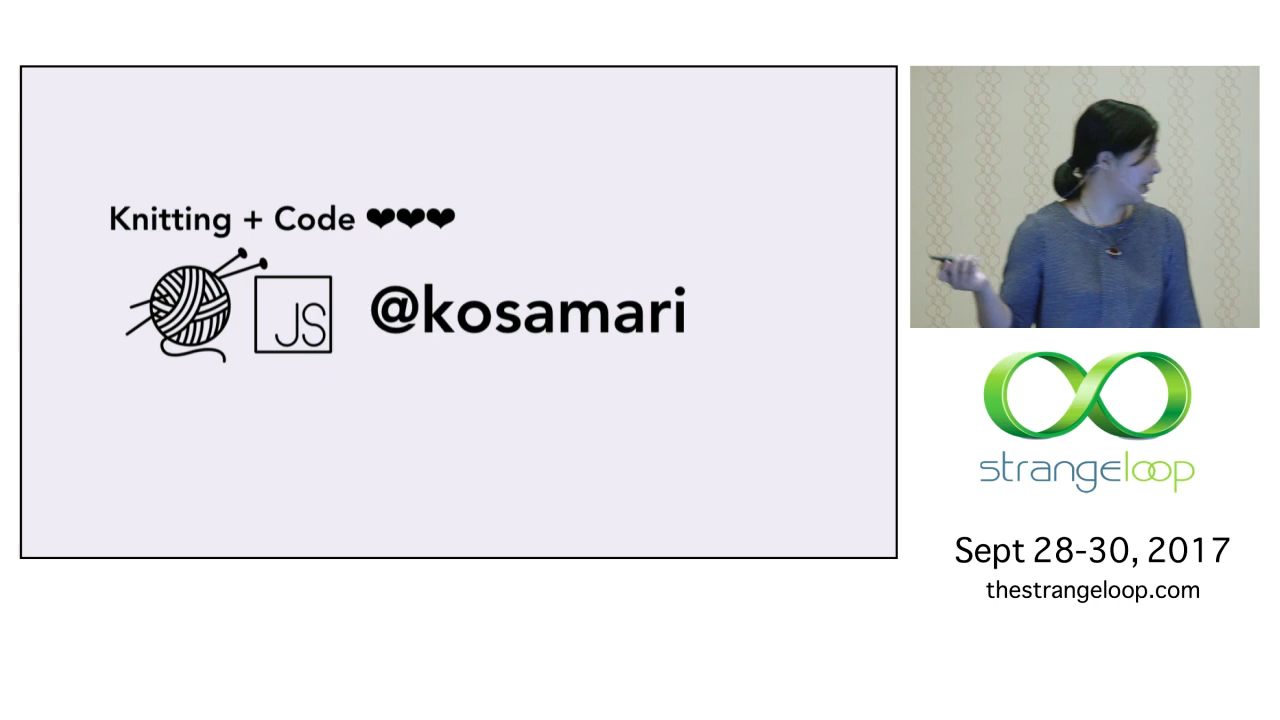 Knitting + Code ❤❤❤
JS
@kosamari
strangeloop
Sept 28-30, 2017
thestrangeloop.com